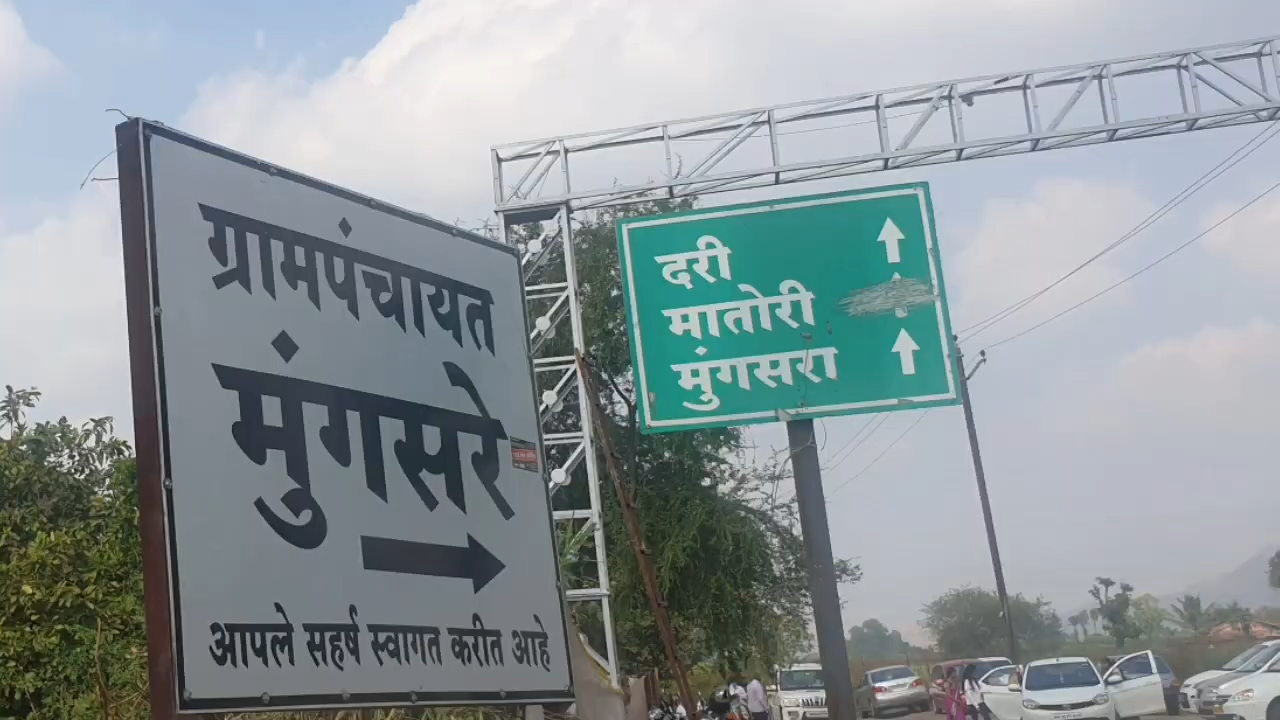 ग्रामपंचायत
मुंगसरे
आपले सहर्ष स्वागत करीत आहे
दरी
मातोरी
मुंगसरा